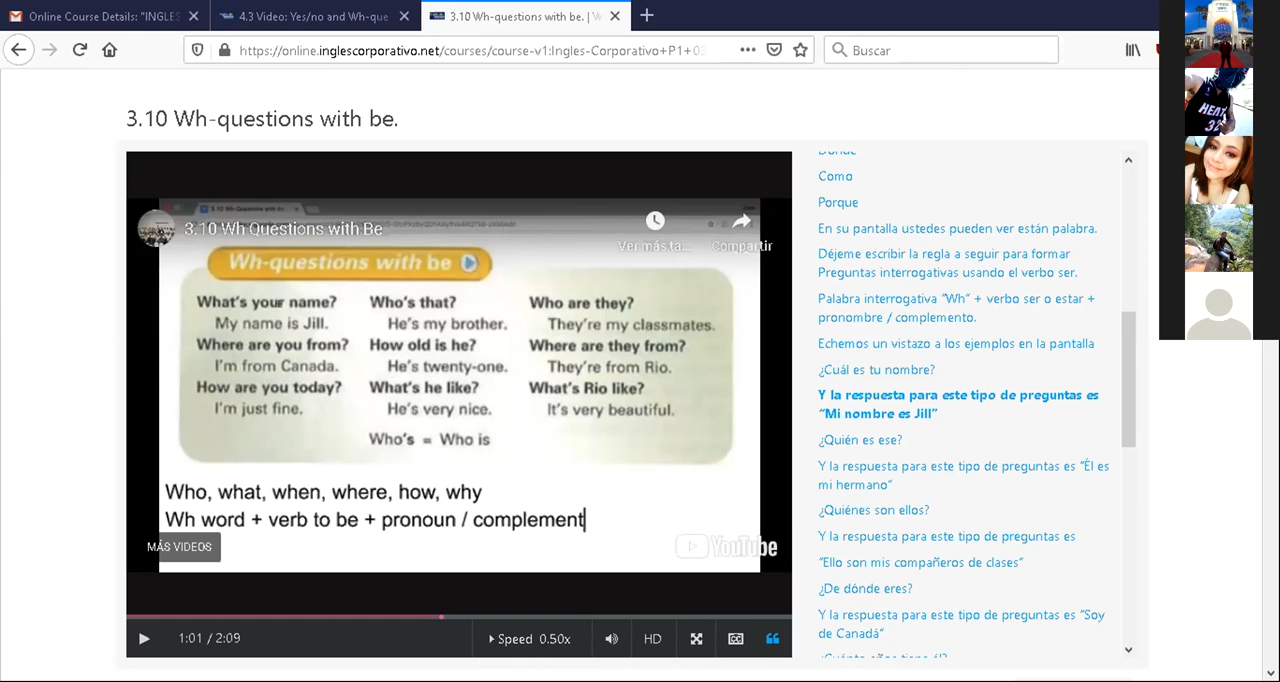 Online Course Details: "INGLES
4.3 Video: Yes/no and Wh-que
3.10 Wh-questions with be. | W
https://online.inglescorporativo.net/courses/course-v1:Ingles-Corporativo+P1+03
Buscar
3.10 Wh-questions with be.
3.10 Wh Questions with Be
Ver más ta...
Compartir
Wh-questions with be
What's your name?
My name is Jill.
Where are you from?
I'm from Canada.
How are you today?
I'm just fine.
Who's that?
He's my brother.
How old is he?
He's twenty-one.
What's he like?
He's very nice.
Who's = Who is
Who are they?
They're my classmates.
Where are they from?
They're from Rio.
What's Rio like?
It's very beautiful.
Who, what, when, where, how, why
Wh word + verb to be + pronoun / complement
MÁS VIDEOS
YouTube
1:01 / 2:09
Speed 0.50x
HD
Donde
Como
Porque
En su pantalla ustedes pueden ver están palabra.
Déjeme escribir la regla a seguir para formar
Preguntas interrogativas usando el verbo ser.
Palabra interrogativa "Wh" + verbo ser o estar +
pronombre / complemento.
Echemos un vistazo a los ejemplos en la pantalla
¿Cuál es tu nombre?
Y la respuesta para este tipo de preguntas es
"Mi nombre es Jill"
¿Quién es ese?
Y la respuesta para este tipo de preguntas es "Él es
mi hermano"
¿Quiénes son ellos?
Y la respuesta para este tipo de preguntas es
"Ello son mis compañeros de clases"
¿De dónde eres?
Y la respuesta para este tipo de preguntas es "Soy
de Canadá"
¿Cuántos años tiene él?
HEAT
32